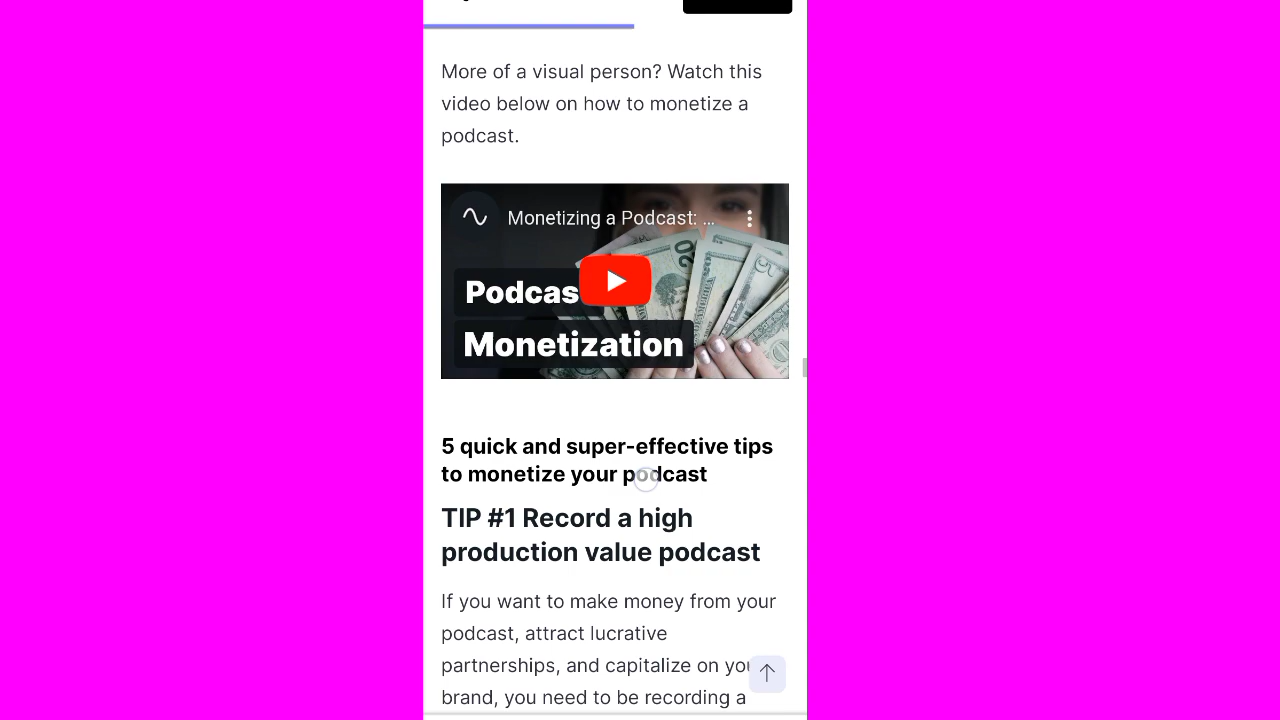 More of a visual person? Watch this
video below on how to monetize a
podcast.
Monetizing a Podcast: ...
Podcas
Monetization
5 quick and super-effective tips
to monetize your podcast
TIP #1 Record a high
production value podcast
If you want to make money from your
podcast, attract lucrative
partnerships, and capitalize on you
brand, you need to be recording a